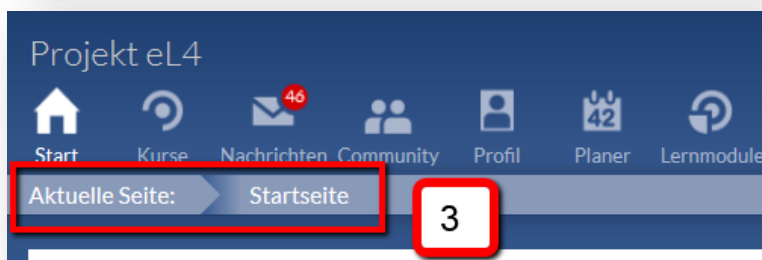 Projekt eL4
46
42
Start Kurse Nachrichten Community Profil Planer Lernmodule
Aktuelle Seite: Startseite
3